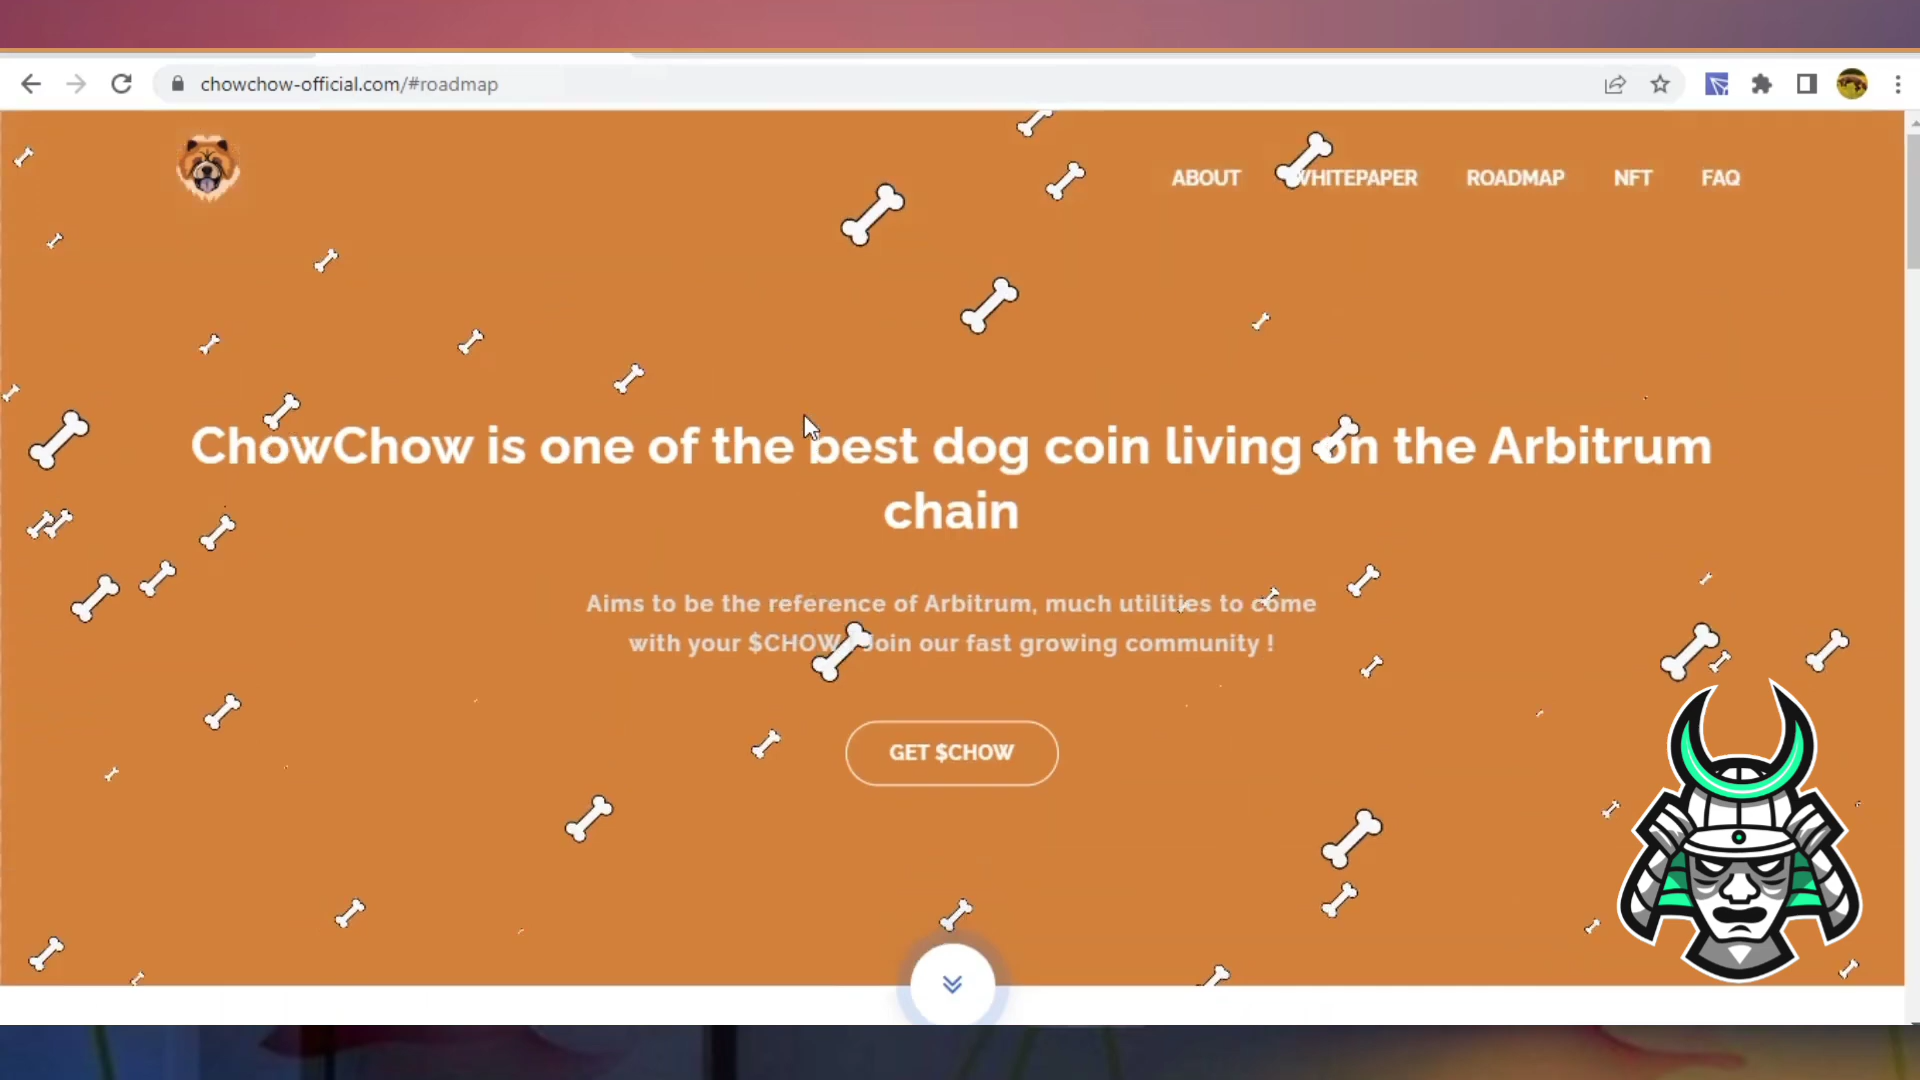 chowchow-official.com/#roadmap
ABOUT WHITEPAPER ROADMAP NFT FAQ
ChowChow is one of the best dog coin living on the Arbitrum
chain
Aims to be the reference of Arbitrum, much utilities to come
with your $CHOW Join our fast growing community !
GET $CHOW